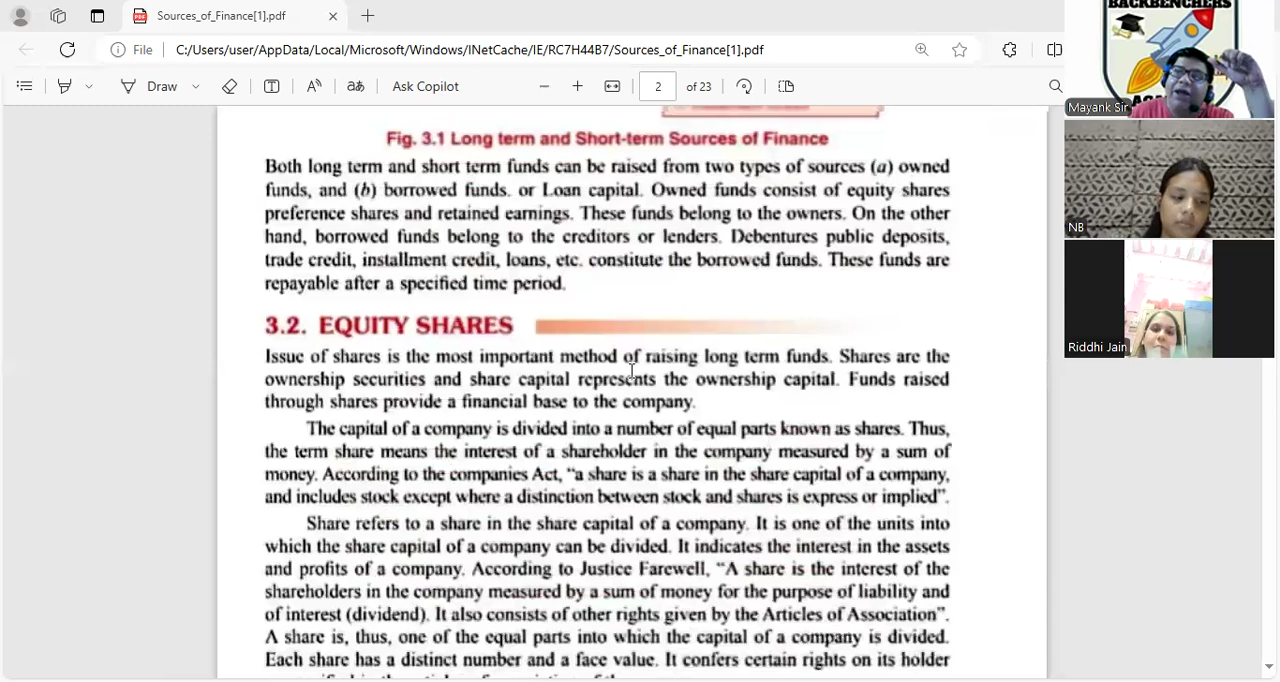 Sources_of_Finance[1].pdf
File
C:/Users/user/AppData/Local/Microsoft/Windows/INetCache/IE/RC7H44B7/Sources_of_Finance[1].pdf
Draw
aあ
Ask Copilot
2
of 23
BACKBENCHERS
Mayank Sir
NB
Riddhi Jain
Fig. 3.1 Long term and Short-term Sources of Finance
Both long term and short term funds can be raised from two types of sources (a) owned
funds, and (b) borrowed funds. or Loan capital. Owned funds consist of equity shares
preference shares and retained earnings. These funds belong to the owners. On the other
hand, borrowed funds belong to the creditors or lenders. Debentures public deposits,
trade credit, installment credit, loans, etc. constitute the borrowed funds. These funds are
repayable after a specified time period.
3.2. EQUITY SHARES
Issue of shares is the most important method of raising long term funds. Shares are the
ownership securities and share capital represents the ownership capital. Funds raised
through shares provide a financial base to the company.
The capital of a company is divided into a number of equal parts known as shares. Thus,
the term share means the interest of a shareholder in the company measured by a sum of
money. According to the companies Act, “a share is a share in the share capital of a company,
and includes stock except where a distinction between stock and shares is express or implied”.
Share refers to a share in the share capital of a company. It is one of the units into
which the share capital of a company can be divided. It indicates the interest in the assets
and profits of a company. According to Justice Farewell, “A share is the interest of the
shareholders in the company measured by a sum of money for the purpose of liability and
of interest (dividend). It also consists of other rights given by the Articles of Association”.
A share is, thus, one of the equal parts into which the capital of a company is divided.
Each share has a distinct number and a face value. It confers certain rights on its holder